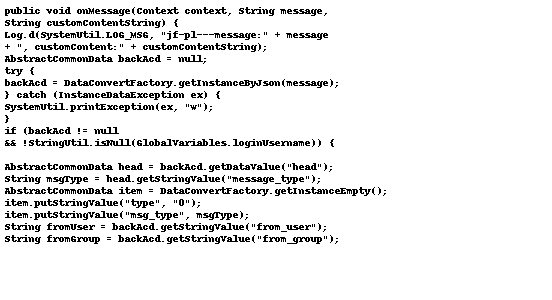 public void onMessage(Context context, String message,
String customContentString) {
Log.d(SystemUtil.LOG_MSG, "jf-pl---message:" + message
+ ", customContent:" + customContentString);
AbstractCommonData backAcd = null;
try {
backAcd = DataConvertFactory.getInstanceByJson(message);
} catch (InstanceDataException ex) {
SystemUtil.printException(ex, "w");
}
if (backAcd != null
&& !StringUtil.isNull(GlobalVariables.loginUsername)) {
AbstractCommonData head = backAcd.getDataValue("head");
String msgType = head.getStringValue("message_type");
AbstractCommonData item = DataConvertFactory.getInstanceEmpty();
item.putStringValue("type", "0");
item.putStringValue("msg_type", msgType);
String fromUser = backAcd.getStringValue("from_user");
String fromGroup = backAcd.getStringValue("from_group");